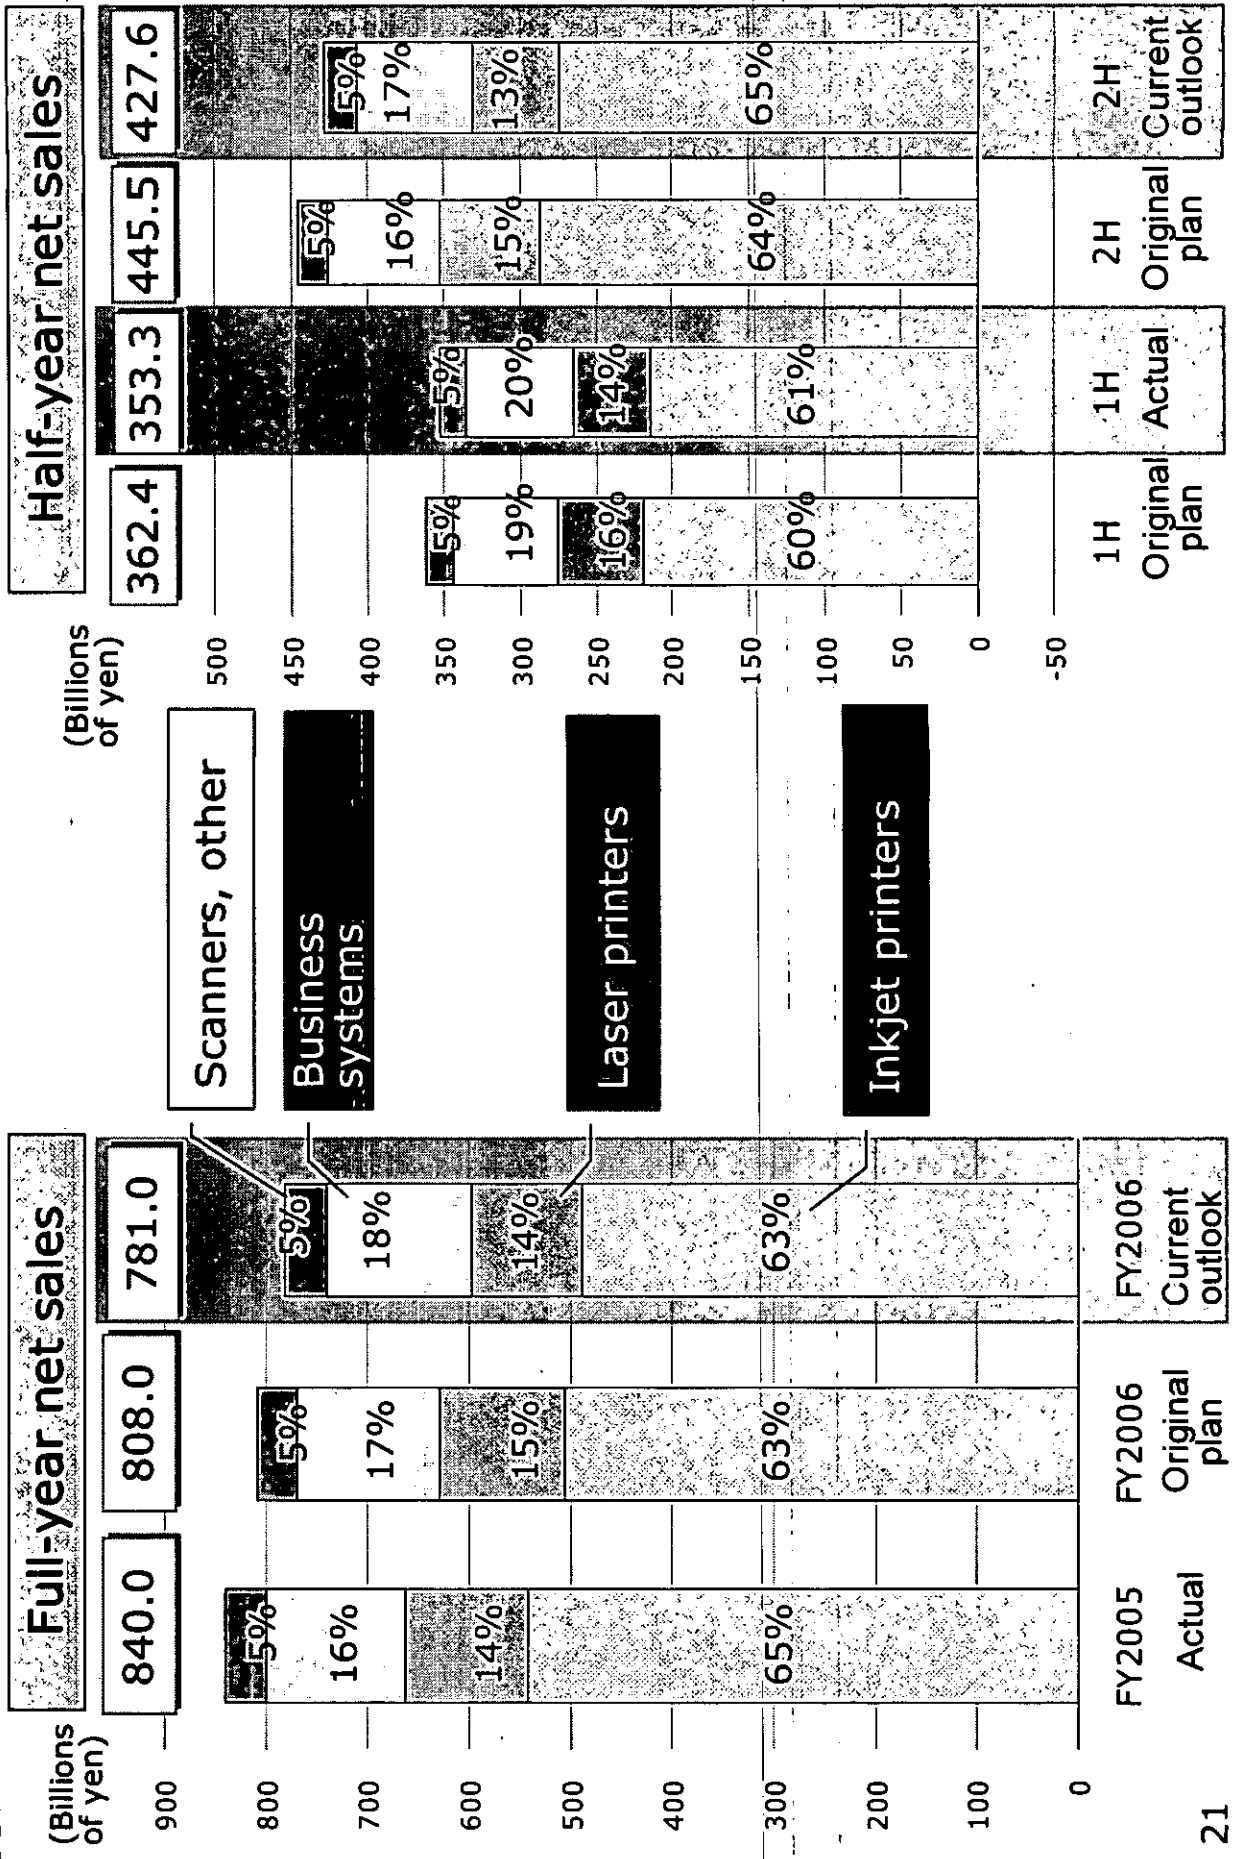 Full-year net sales
(Billions
of yen)
840.0
808.0
781.0
900
800
700
600
500
400
300
200
100
0
5%
16%
14%
65%
5%
17%
15%
63%
5%
18%
14%
63%
FY2005
Actual
FY2006
Original
plan
FY2006
Current
outlook
Scanners, other
Business
systems
Laser printers
Inkjet printers
Half-year net sales
(Billions
of yen)
362.4
353.3
445.5
427.6
500
450
400
350
300
250
200
150
100
50
0
-50
5%
19%
16%
60%
5%
20%
14%
61%
5%
16%
15%
64%
5%
17%
13%
65%
1H
Original
plan
1H
Actual
2H
Original
plan
2H
Current
outlook
21